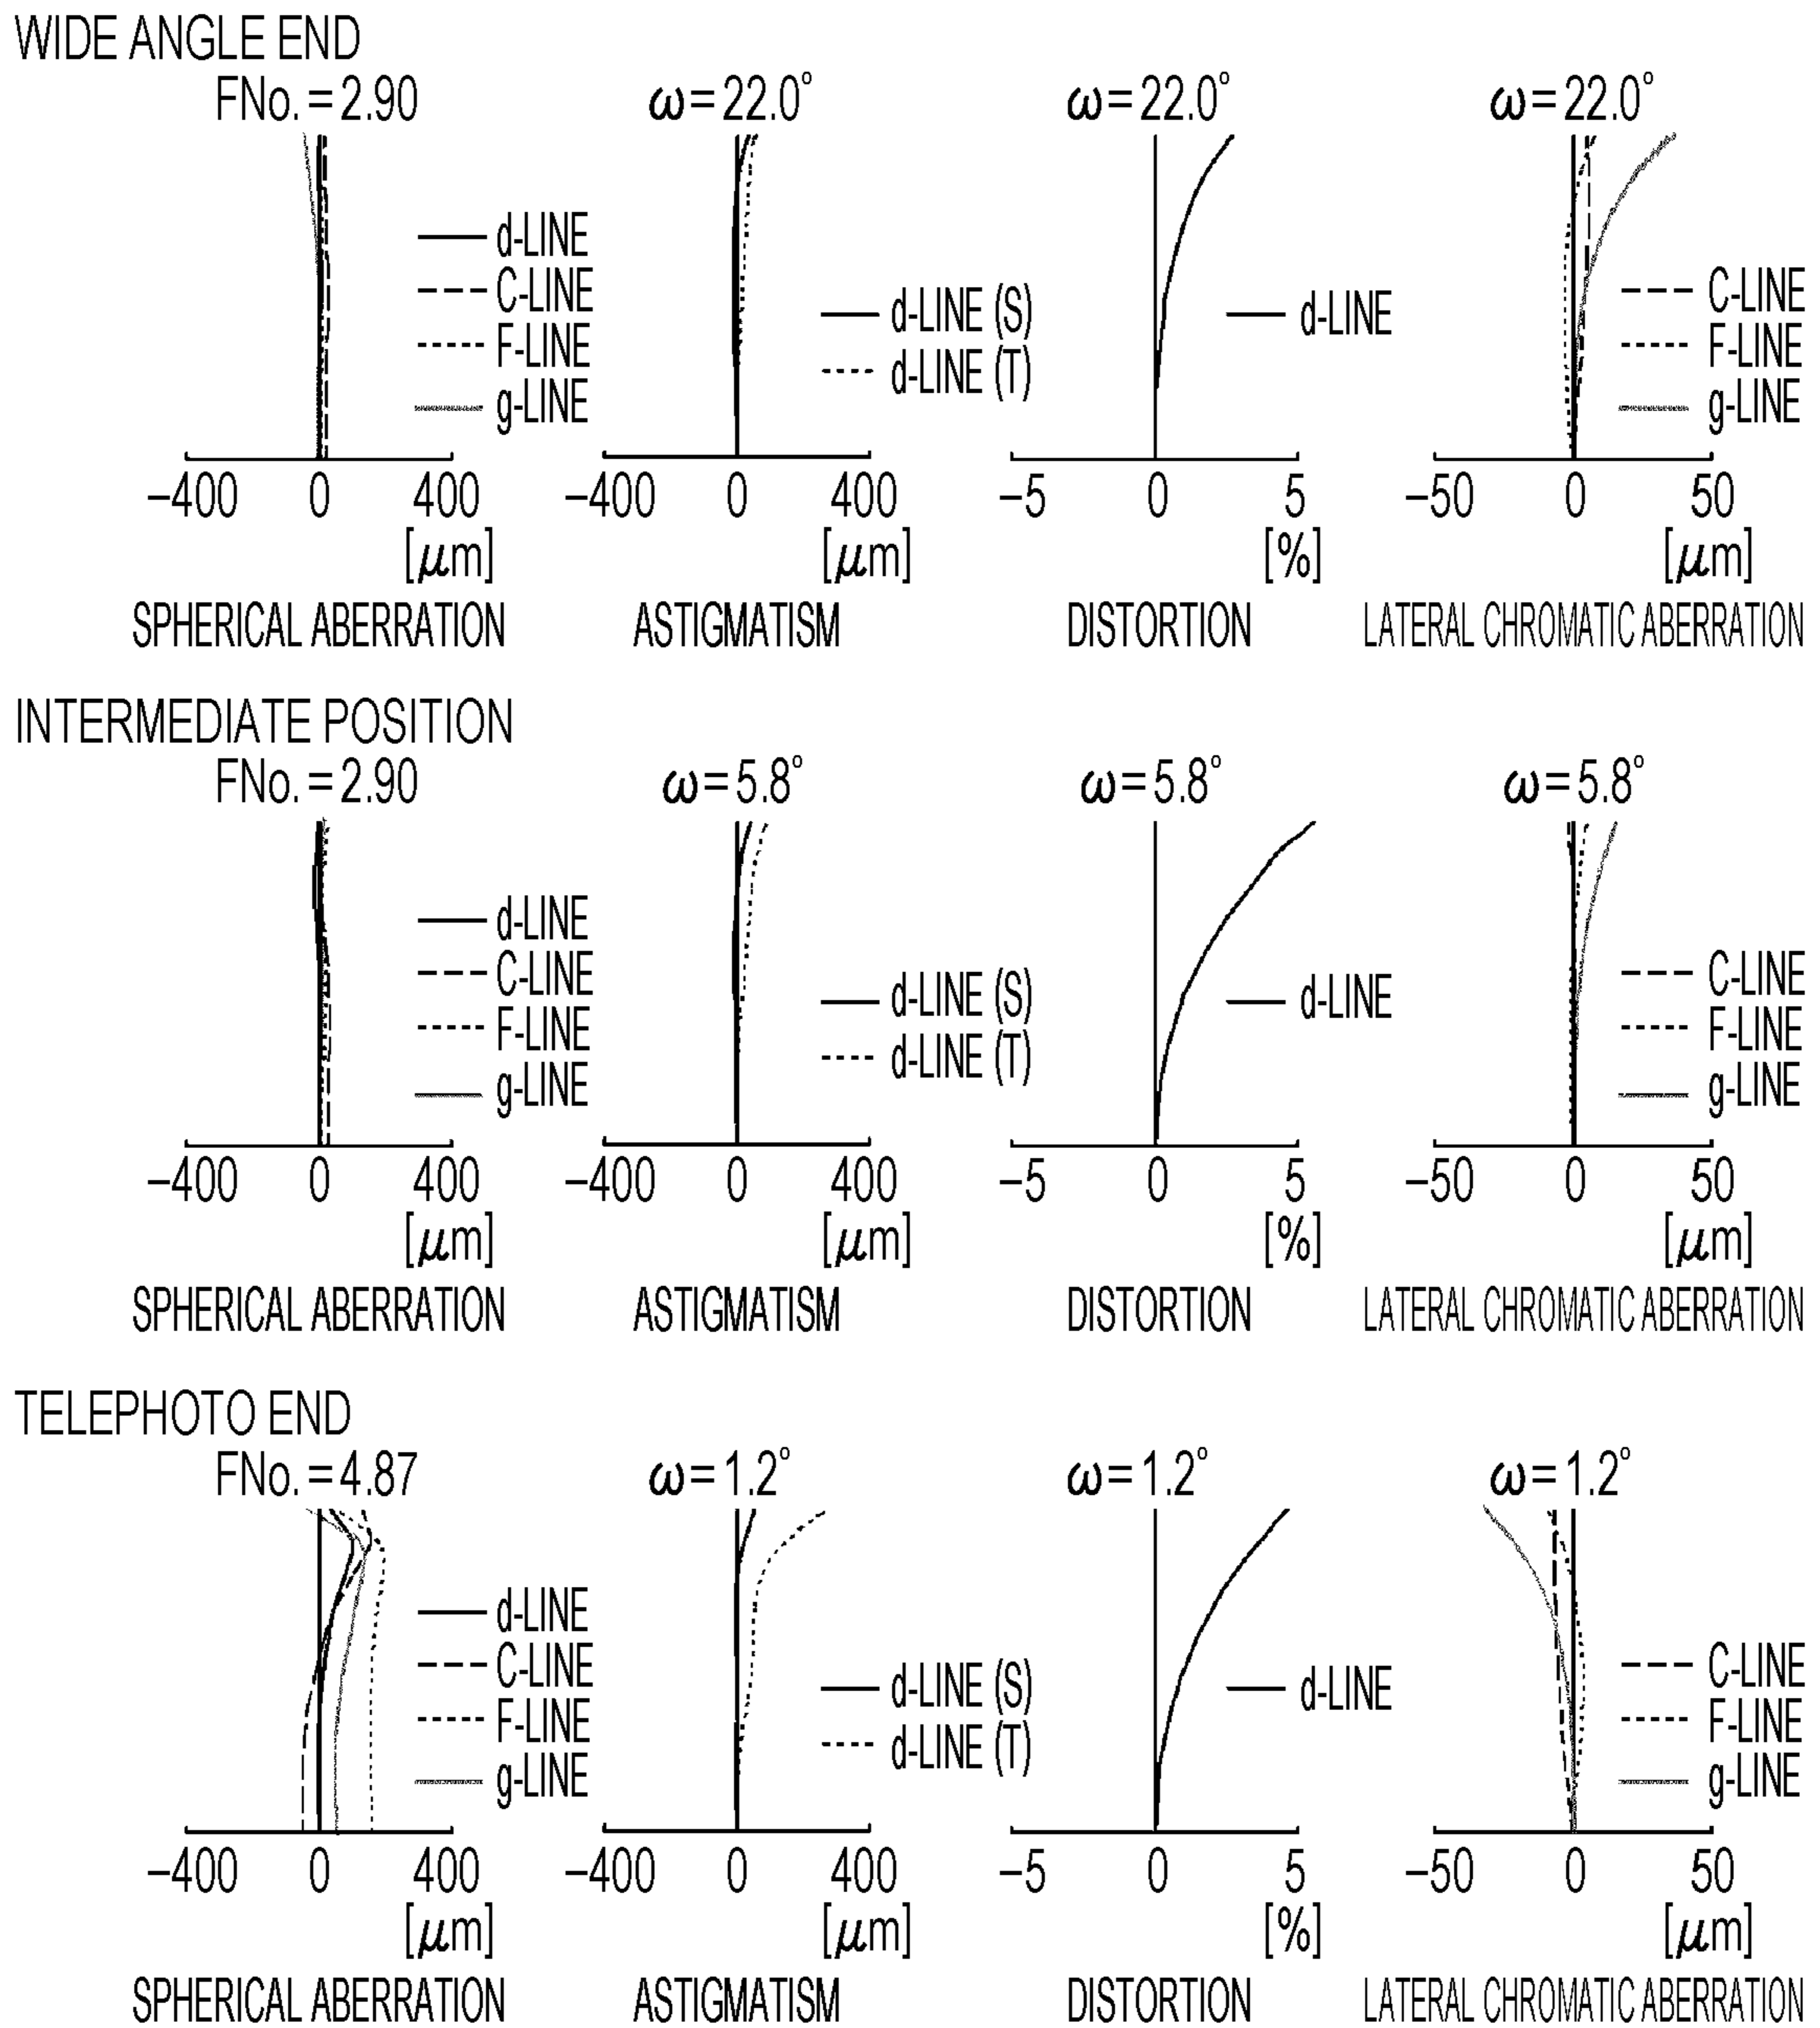 WIDE ANGLE END
FNo. = 2.90
ω = 22.0°
ω = 22.0°
ω = 22.0°
d-LINE
C-LINE
F-LINE
g-LINE
d-LINE (S)
d-LINE (T)
d-LINE
C-LINE
F-LINE
g-LINE
−400 0 400
−400 0 400
−5 0 5
−50 0 50
[μm]
[μm]
[%]
[μm]
SPHERICAL ABERRATION
ASTIGMATISM
DISTORTION
LATERAL CHROMATIC ABERRATION
INTERMEDIATE POSITION
FNo. = 2.90
ω = 5.8°
ω = 5.8°
ω = 5.8°
d-LINE
C-LINE
F-LINE
g-LINE
d-LINE (S)
d-LINE (T)
d-LINE
C-LINE
F-LINE
g-LINE
−400 0 400
−400 0 400
−5 0 5
−50 0 50
[μm]
[μm]
[%]
[μm]
SPHERICAL ABERRATION
ASTIGMATISM
DISTORTION
LATERAL CHROMATIC ABERRATION
TELEPHOTO END
FNo. = 4.87
ω = 1.2°
ω = 1.2°
ω = 1.2°
d-LINE
C-LINE
F-LINE
g-LINE
d-LINE (S)
d-LINE (T)
d-LINE
C-LINE
F-LINE
g-LINE
−400 0 400
−400 0 400
−5 0 5
−50 0 50
[μm]
[μm]
[%]
[μm]
SPHERICAL ABERRATION
ASTIGMATISM
DISTORTION
LATERAL CHROMATIC ABERRATION